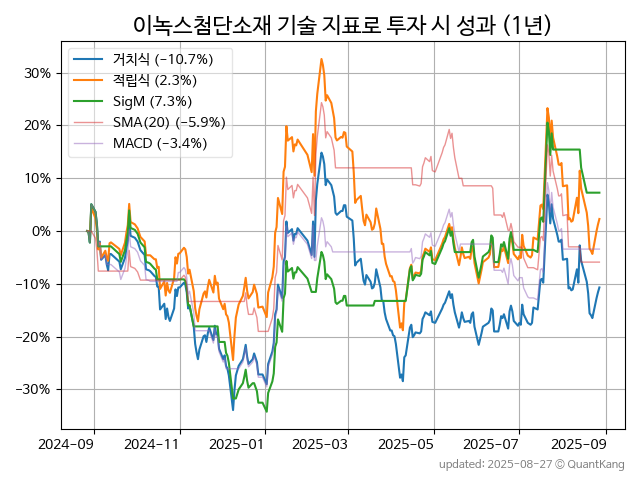 이녹스첨단소재 기술 지표로 투자 시 성과 (1년)
거치식 (−10.7%)
적립식 (2.3%)
SigM (7.3%)
SMA(20) (−5.9%)
MACD (−3.4%)
30%
20%
10%
0%
−10%
−20%
−30%
2024-09 2024-11 2025-01 2025-03 2025-05 2025-07 2025-09
updated: 2025-08-27 © QuantKang